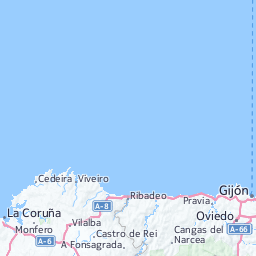 Cedeira
Viveiro
Gijón
A-8
Ribadeo
Pravia
La Coruña
Oviedo
Vilalba
Monfero
A-66
Castro de Rei
Cangas del
Narcea
A-6
A Fonsagrada